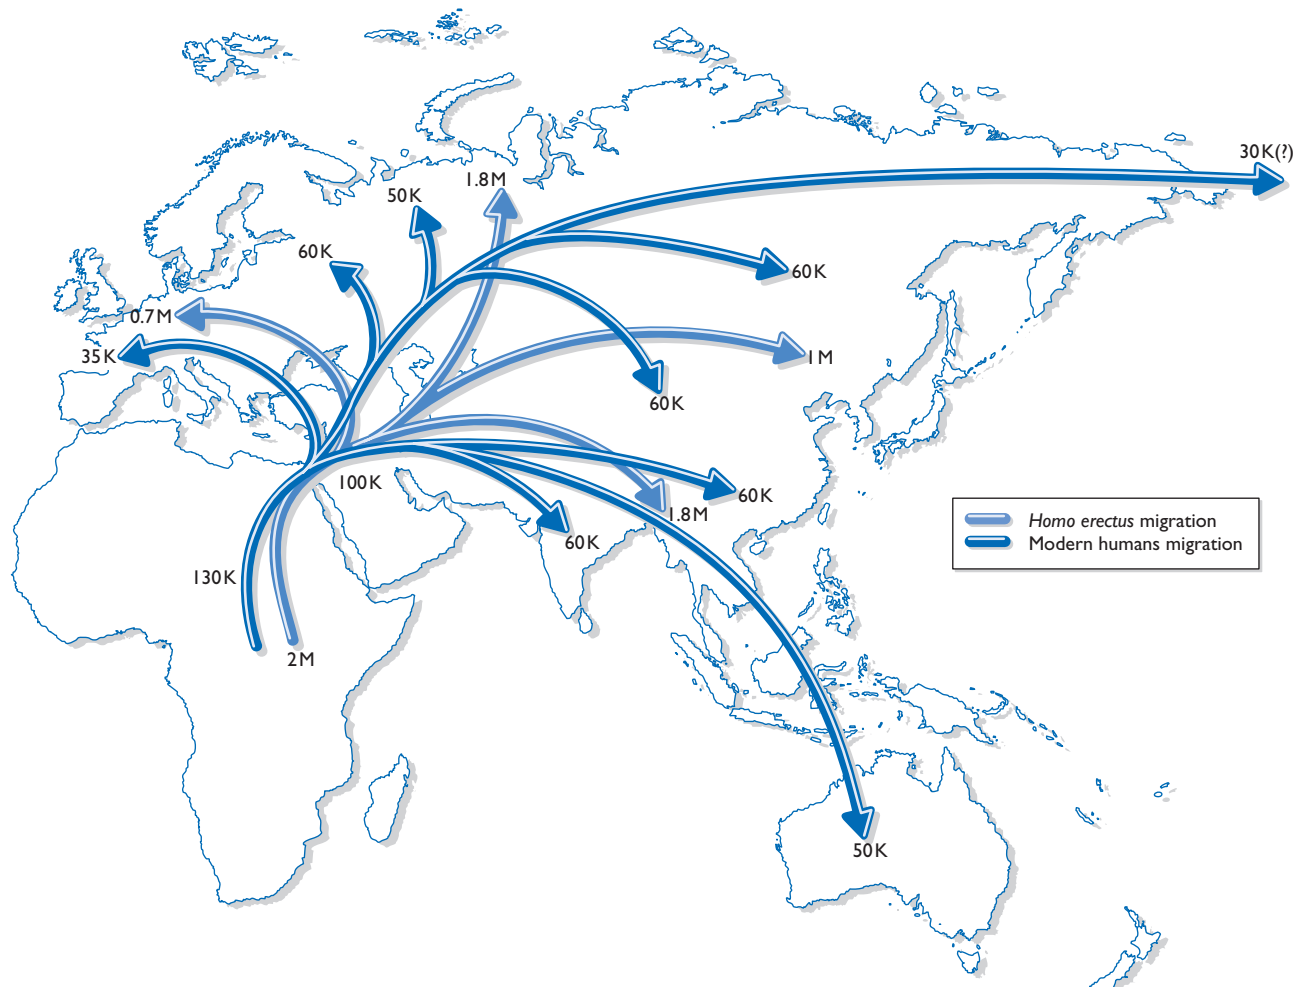 30K(?)
1.8M
50K
60K
60K
0.7M
35K
1M
60K
100K
60K
1.8M
60K
130K
2M
50K
Homo erectus migration
Modern humans migration